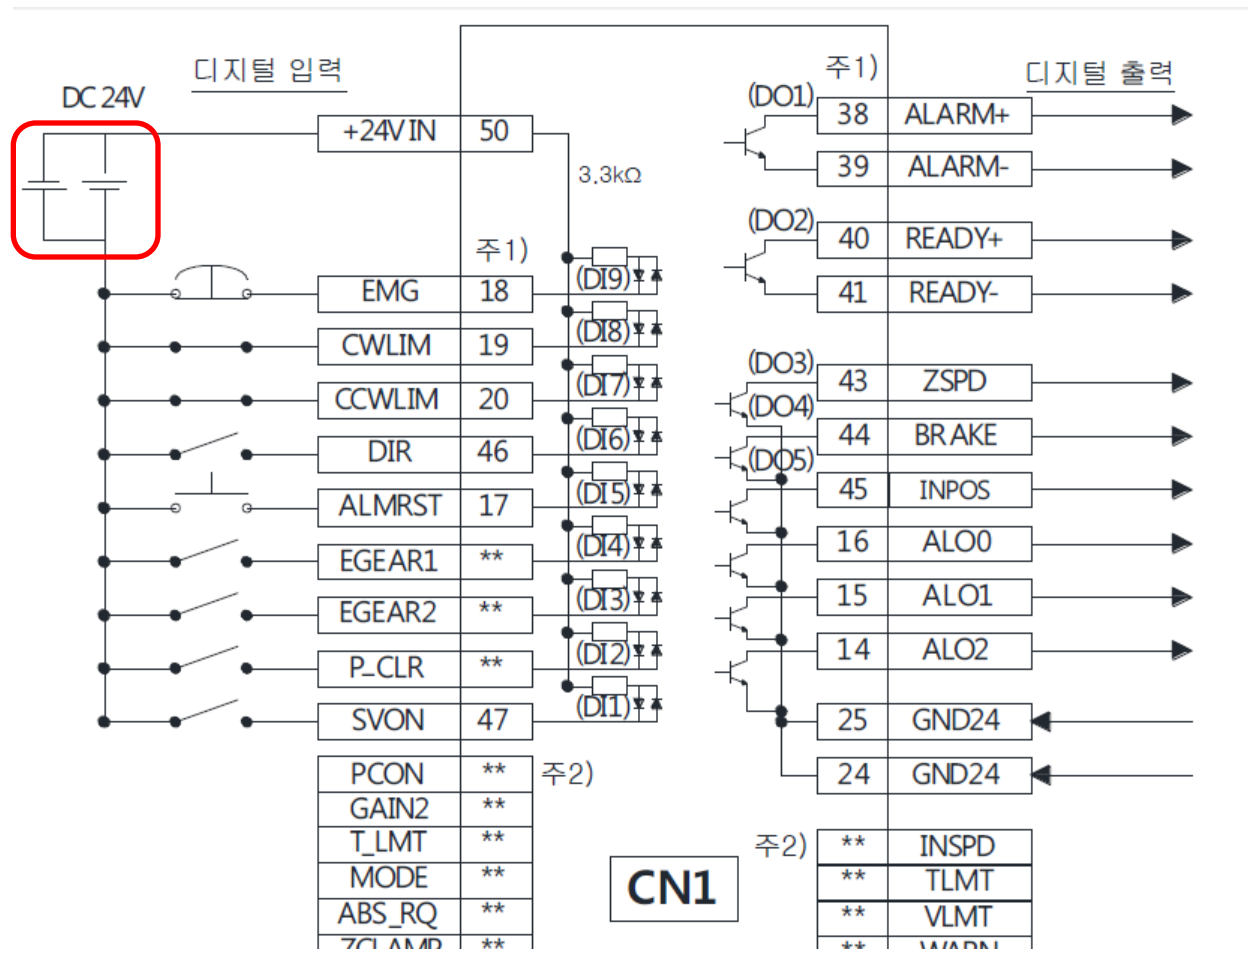 디지털 입력
DC 24V
+24V IN 50
3.3kΩ
주1)
EMG 18 (DI9)
CWLIM 19 (DI8)
CCWLIM 20 (DI7)
DIR 46 (DI6)
ALMRST 17 (DI5)
EGEAR1 ** (DI4)
EGEAR2 ** (DI3)
P_CLR ** (DI2)
SVON 47 (DI1)
PCON ** 주2)
GAIN2 **
T_LMT **
MODE **
ABS_RQ **
ZCLAMP **
CN1
주1)
디지털 출력
(DO1) 38 ALARM+
39 ALARM-
(DO2) 40 READY+
41 READY-
(DO3) 43 ZSPD
(DO4) 44 BRAKE
(DO5) 45 INPOS
16 ALO0
15 ALO1
14 ALO2
25 GND24
24 GND24
주2) ** INSPD
** TLMT
** VLMT
** WARN